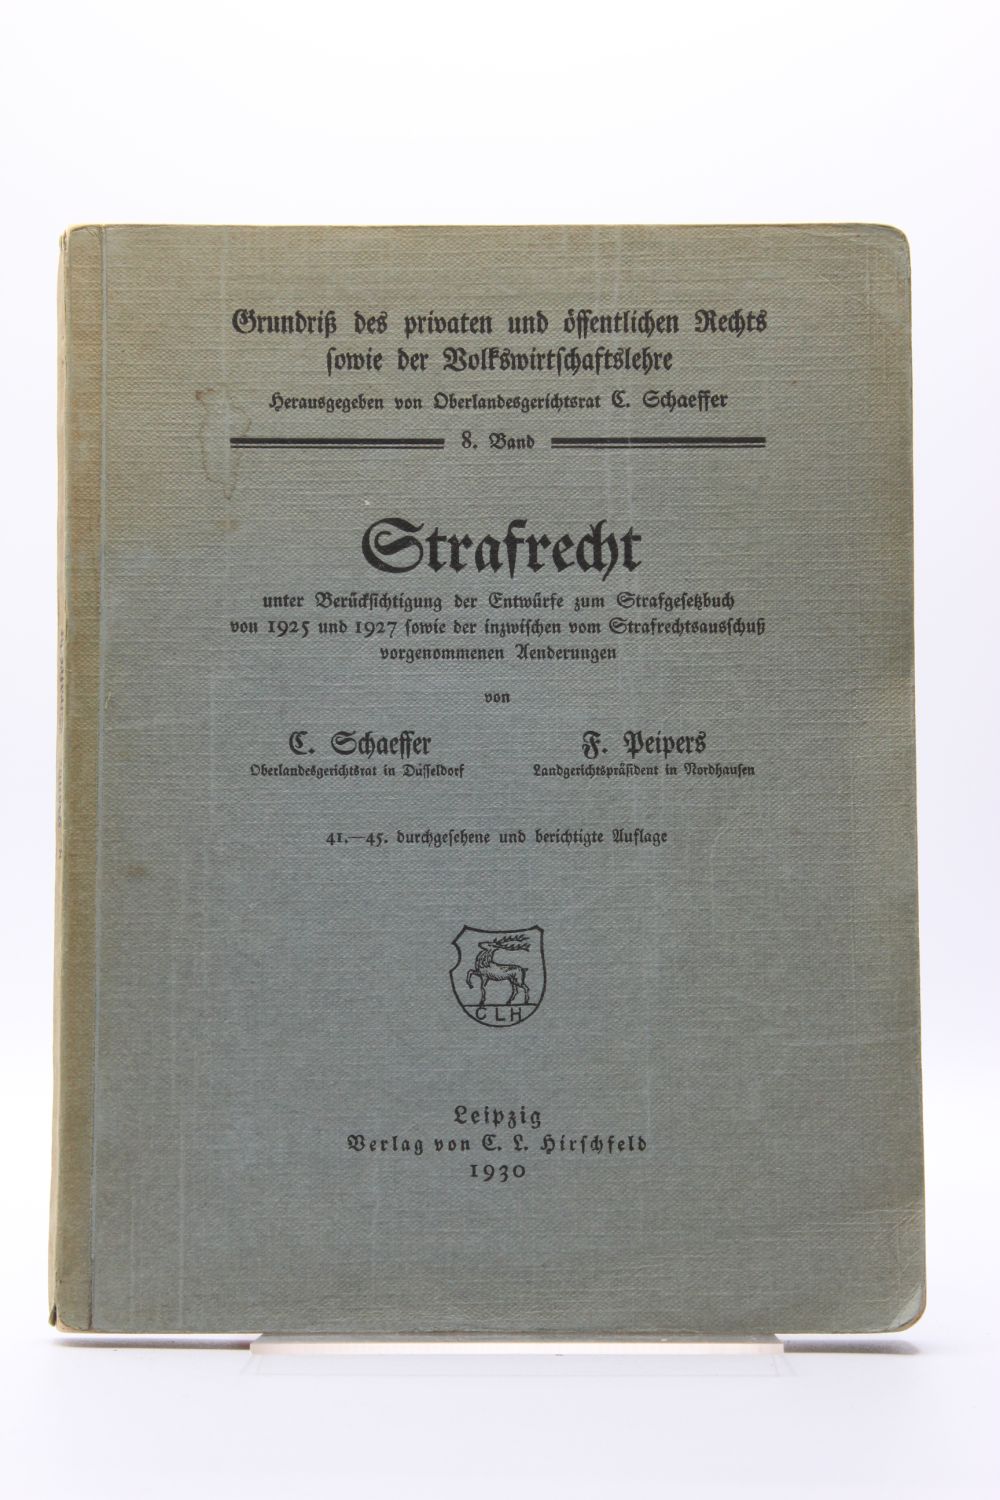 Grundriß des privaten und öffentlichen Rechts
sowie der Volkswirtschaftslehre
Herausgegeben von Oberlandesgerichtsrat C. Schaeffer
8. Band
Strafrecht
unter Berücksichtigung der Entwürfe zum Strafgesetzbuch
von 1925 und 1927 sowie der inzwischen vom Strafrechtsausschuß
vorgenommenen Aenderungen
von
C. Schaeffer
Oberlandesgerichtsrat in Düsseldorf
F. Peipers
Landgerichtspräsident in Nordhausen
41.—45. durchgesehene und berichtigte Auflage
CLH
Leipzig
Verlag von C. L. Hirschfeld
1930